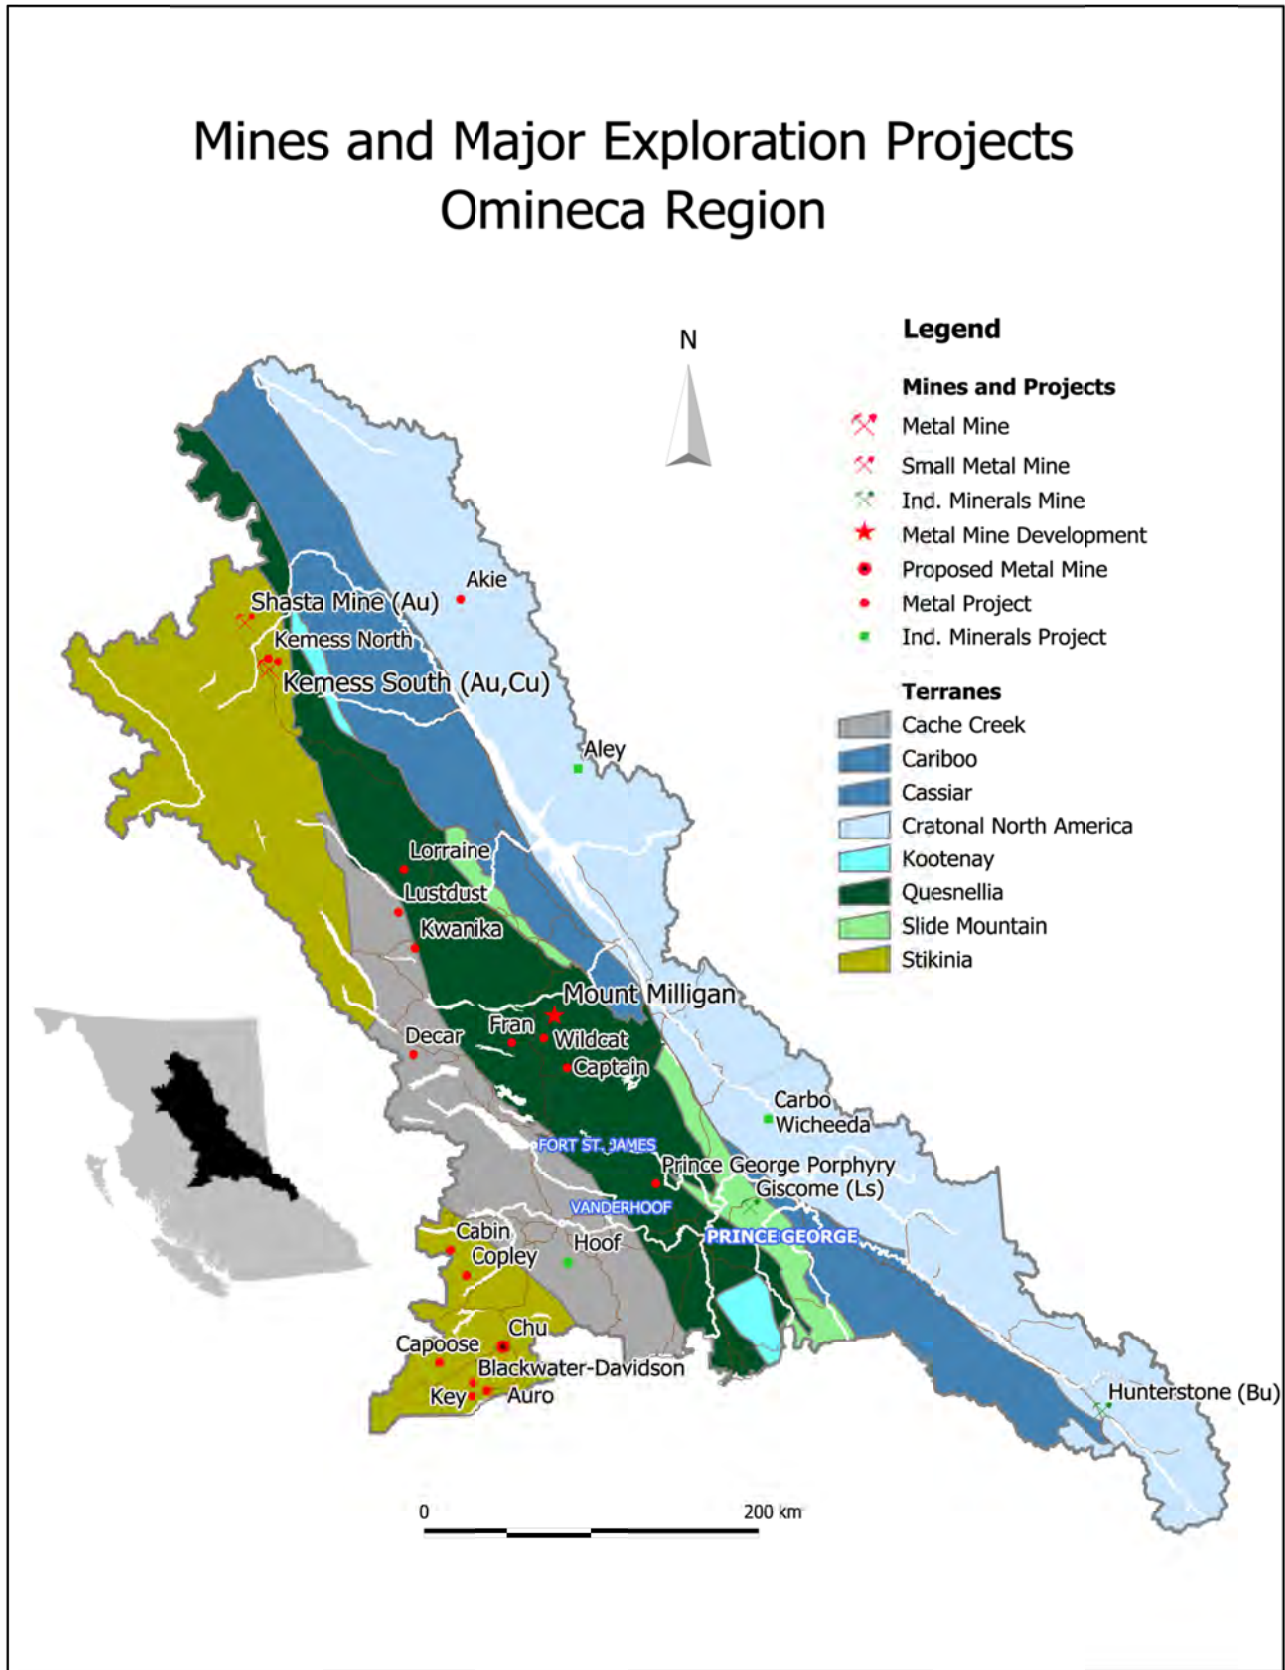 Mines and Major Exploration Projects
Omineca Region
N
Legend
Mines and Projects
Metal Mine
Small Metal Mine
Ind. Minerals Mine
Metal Mine Development
Proposed Metal Mine
Metal Project
Ind. Minerals Project
Terranes
Cache Creek
Cariboo
Cassiar
Cratonal North America
Kootenay
Quesnellia
Slide Mountain
Stikinia
Akie
Shasta Mine (Au)
Kemess North
Kemess South (Au,Cu)
Aley
Lorraine
Lustdust
Kwanika
Mount Milligan
Fran
Wildcat
Decar
Captain
Carbo
Wicheeda
FORT ST. JAMES
Prince George Porphyry
Giscome (Ls)
VANDERHOOF
PRINCE GEORGE
Cabin
Hoof
Copley
Chu
Capoose
Blackwater-Davidson
Key
Auro
Hunterstone (Bu)
0
200 km